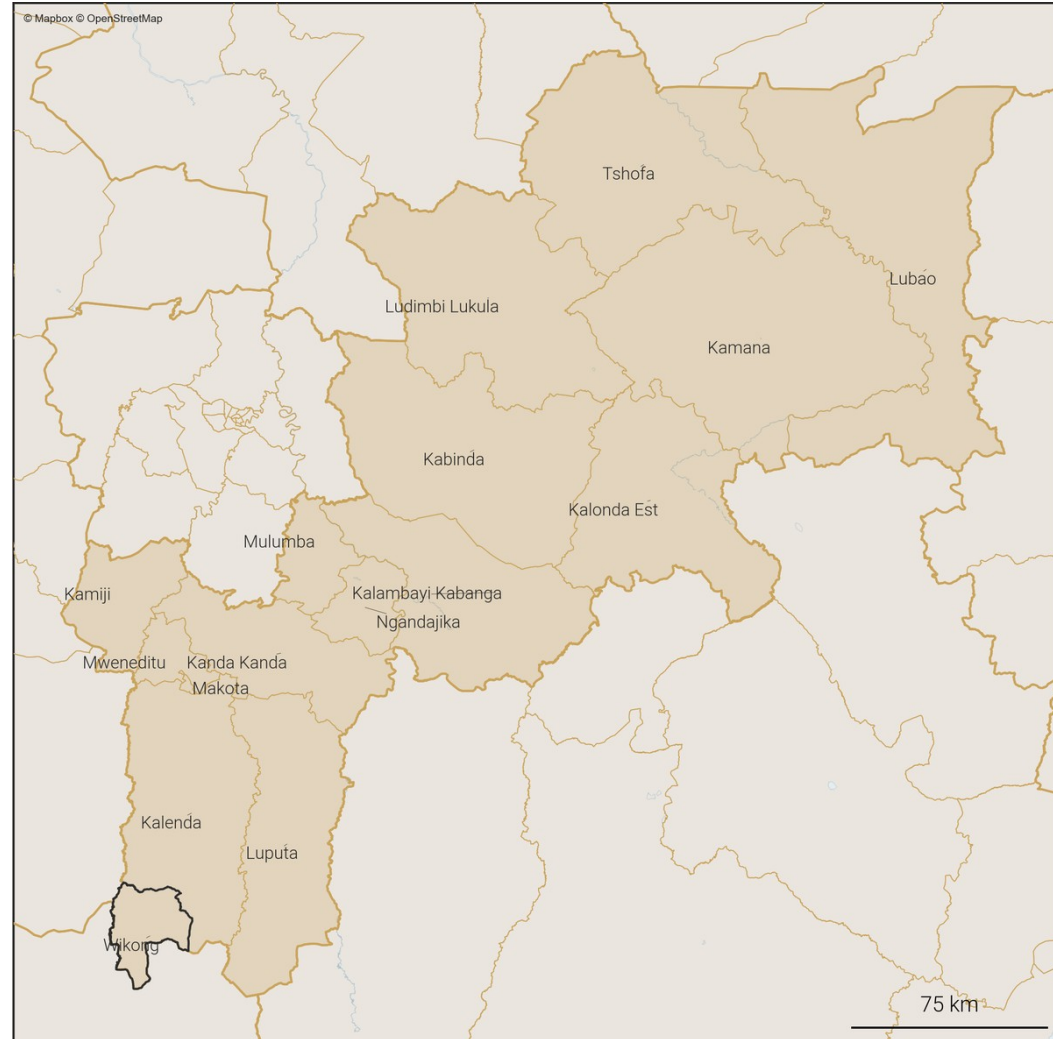 © Mapbox © OpenStreetMap
Tshofa
Lubao
Ludimbi Lukula
Kamana
Kabinda
Kalonda Est
Mulumba
Kamiji
Kalambayi Kabanga
Ngandajika
Mweneditu
Kanda Kanda
Makota
Kalenda
Luputa
Wikong
75 km